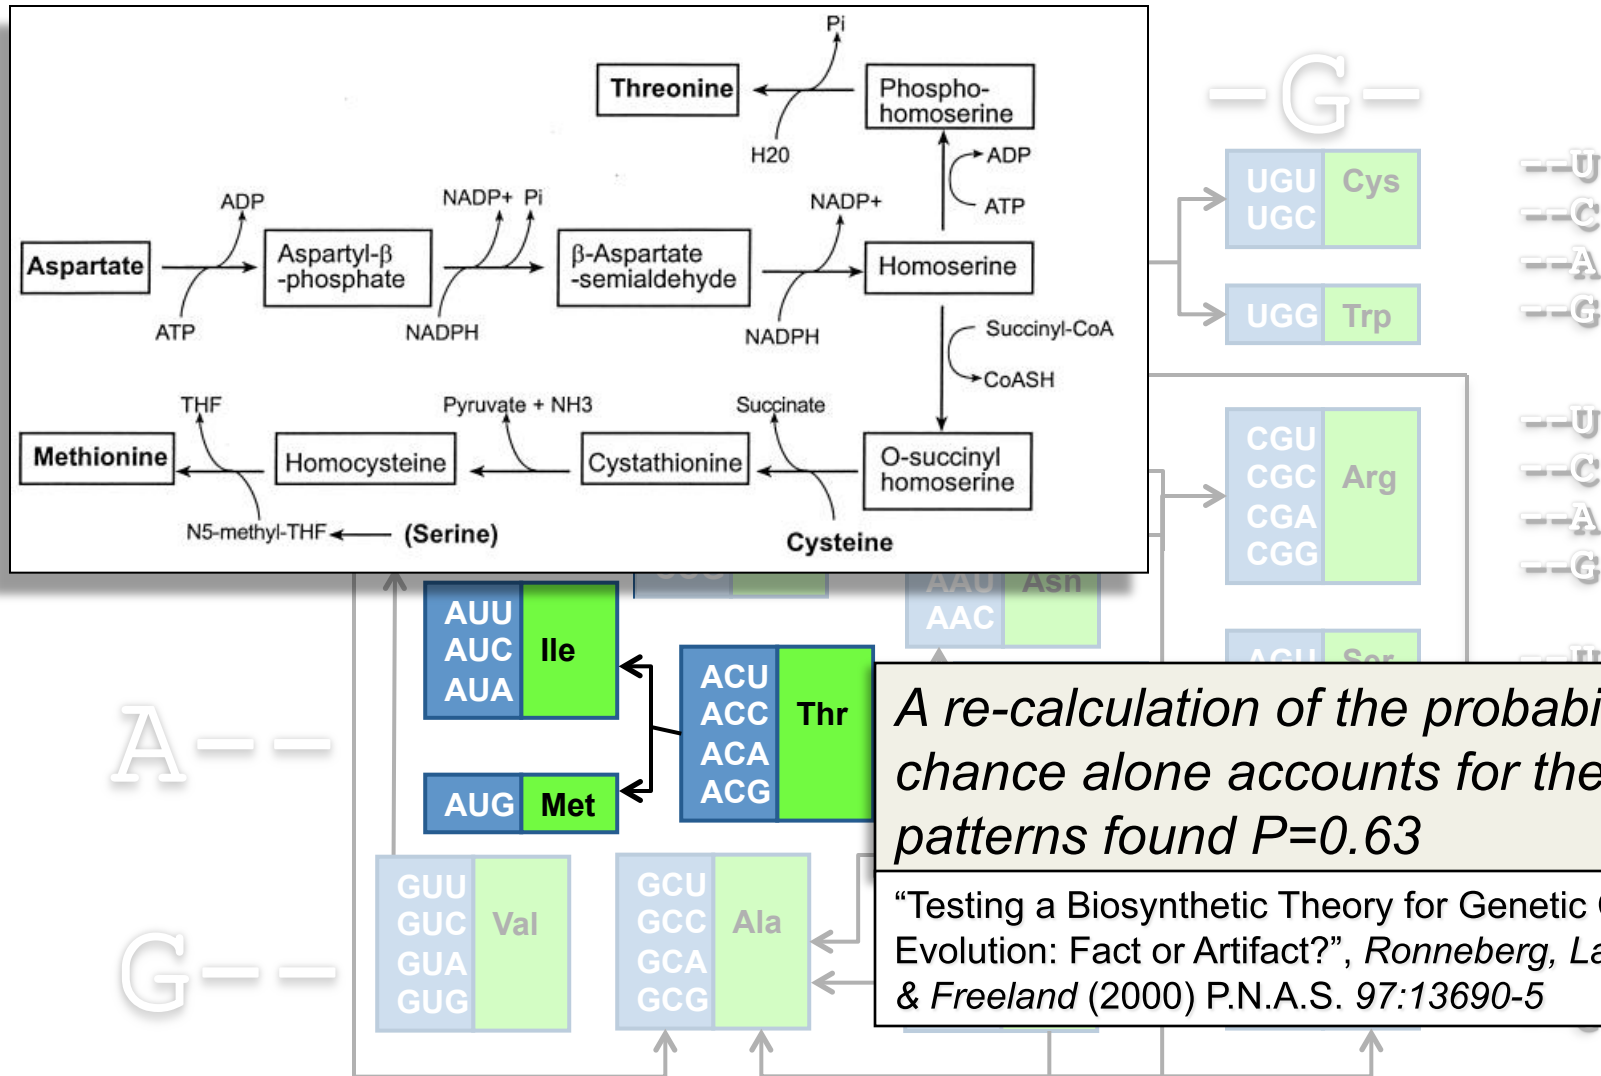 Pi
Threonine
Phospho-
homoserine
H20
ADP
ATP
ADP
NADP+ Pi
NADP+
Aspartate
Aspartyl-β
-phosphate
β-Aspartate
-semialdehyde
Homoserine
ATP
NADPH
NADPH
Succinyl-CoA
CoASH
THF
Pyruvate + NH3
Succinate
Methionine
Homocysteine
Cystathionine
O-succinyl
homoserine
N5-methyl-THF
(Serine)
Cysteine
–G–
UGU
UGC
Cys
UGG
Trp
--U
--C
--A
--G
CGU
CGC
CGA
CGG
Arg
--U
--C
--A
--G
AUU
AUC
AUA
Ile
AUG
Met
ACU
ACC
ACA
ACG
Thr
AAU
AAC
Asn
AGU
Ser
--U
A--
G--
GUU
GUC
GUA
GUG
Val
GCU
GCC
GCA
GCG
Ala
A re-calculation of the
chance alone accounts for the
patterns found P=0.63
“Testing a Biosynthetic Theory for Genetic
Evolution: Fact or Artifact?”, Ronneberg,
& Freeland (2000) P.N.A.S. 97:13690-5